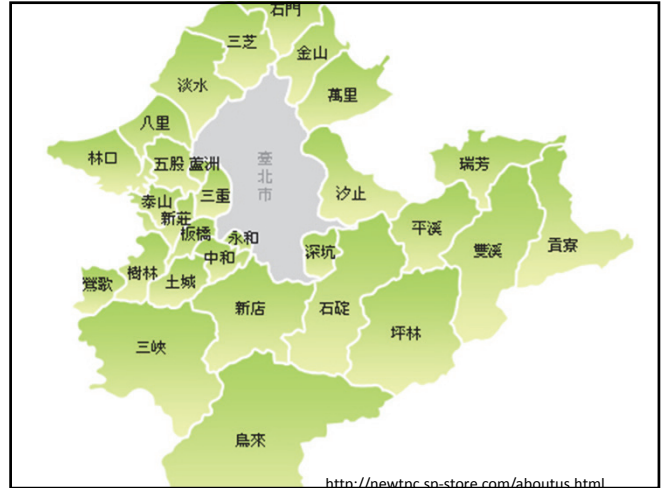 石門
三芝
金山
淡水
萬里
八里
林口
五股
蘆洲
瑞芳
臺北市
三重
汐止
泰山
新莊
板橋
永和
平溪
雙溪
貢寮
中和
深坑
樹林
土城
鶯歌
新店
石碇
坪林
三峽
烏來
http://newtpc.sp-store.com/aboutus.html